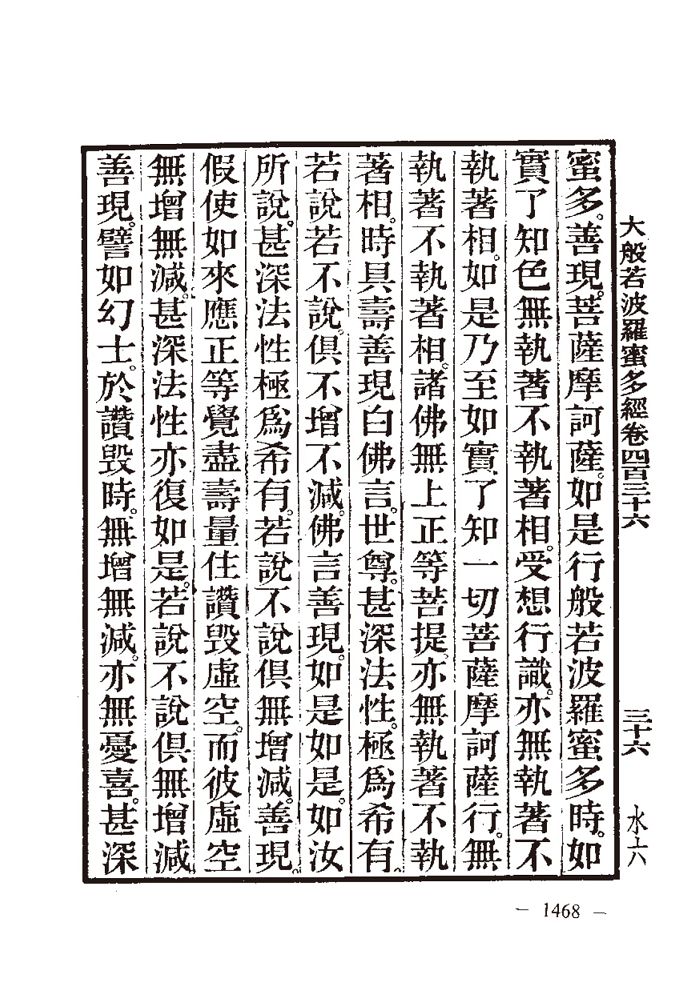 大般若波羅蜜多經卷四百三十六 三十六 水六
蜜多。善現。菩薩摩訶薩。如是行般若波羅蜜多時。如
實了知色無執著不執著相。受想行識。亦無執著不
執著相。如是乃至如實了知一切菩薩摩訶薩行。無
執著不執著相。諸佛無上正等菩提亦無執著不執
著相。時具壽善現白佛言。世尊。甚深法性。極爲希有。
若說若不說。俱不增不減。佛言善現。如是如是。如汝
所說。甚深法性極爲希有。若說不說俱無增減。善現。
假使如來應正等覺盡壽量住讚毀虛空。而彼虛空
無增無減。甚深法性亦復如是。若說不說俱無增減。
善現。譬如幻士。於讚毀時。無增無減。亦無憂喜。甚深
— 1468 —